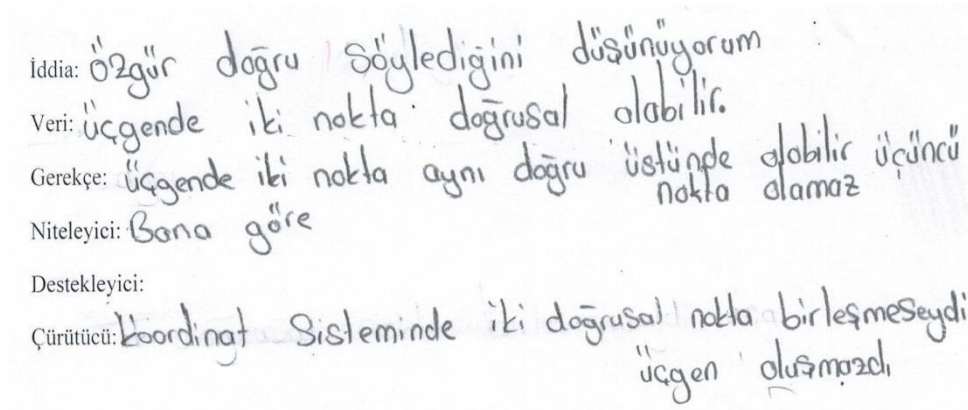 İddia: Özgür doğru söylediğini düşünüyorum
Veri: üçgende iki nokta doğrusal olabilir.
Gerekçe: üçgende iki nokta aynı doğru üstünde olabilir üçüncü
nokta olamaz
Niteleyici: Bana göre
Destekleyici:
Çürütücü: Koordinat Sisteminde iki doğrusal nokta birleşmeseydi
üçgen oluşmazdı